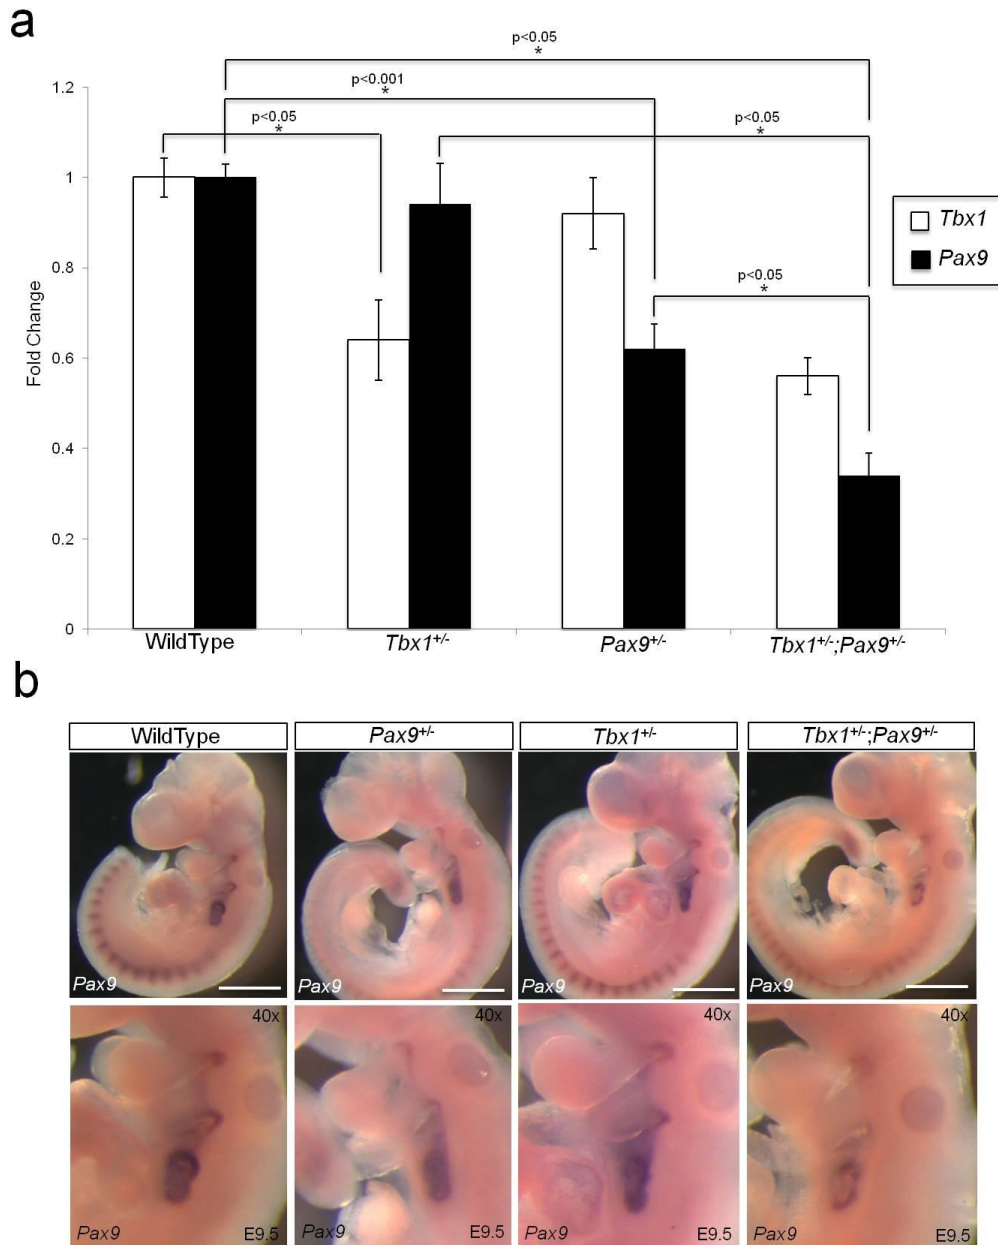 a
p<0.05
*
p<0.001
*
p<0.05
*
p<0.05
*
p<0.05
*
1.2
1
0.8
0.6
0.4
0.2
0
Fold Change
Tbx1
Pax9
WildType
Tbx1+/-
Pax9+/-
Tbx1+/-;Pax9+/-
b
WildType
Pax9+/-
Tbx1+/-
Tbx1+/-;Pax9+/-
Pax9
Pax9
Pax9
Pax9
40x
40x
40x
40x
Pax9
E9.5
Pax9
E9.5
Pax9
E9.5
Pax9
E9.5